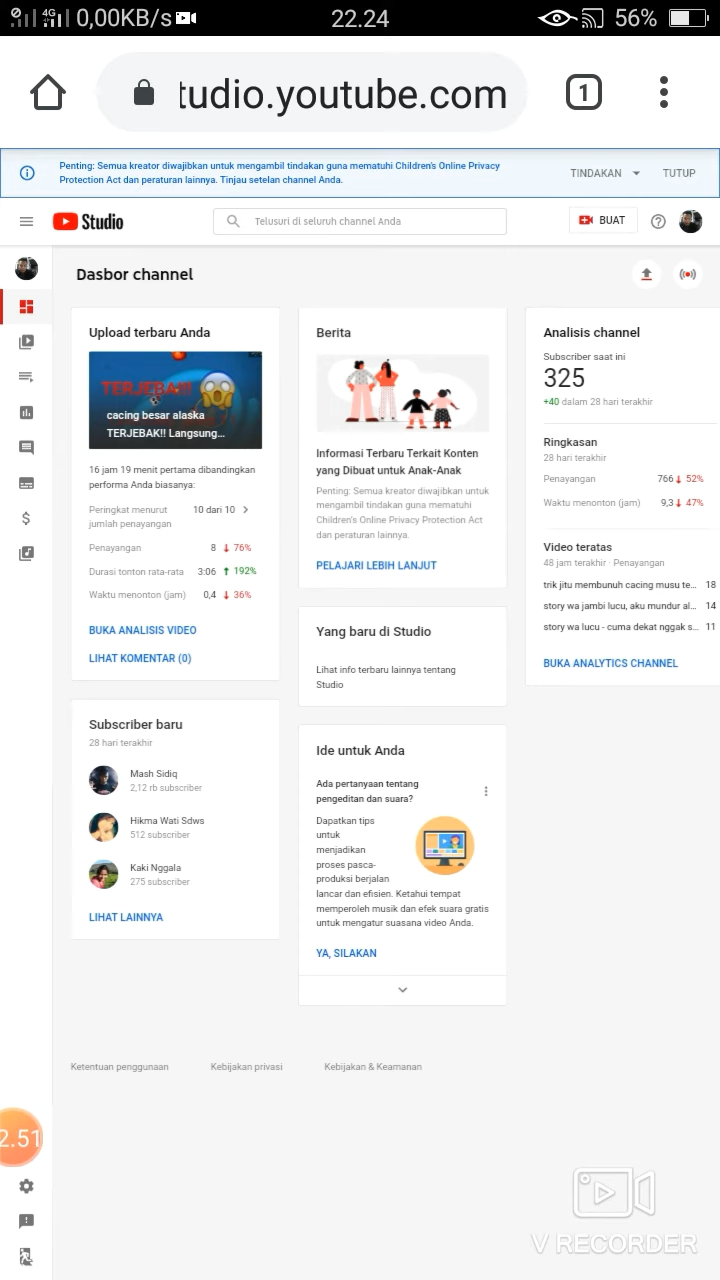 4G 0,00KB/s 22.24 56%
tudio.youtube.com 1
Penting: Semua kreator diwajibkan untuk mengambil tindakan guna mematuhi Children's Online Privacy
Protection Act dan peraturan lainnya. Tinjau setelan channel Anda.
TINDAKAN TUTUP
Studio
Telusuri di seluruh channel Anda
BUAT
Dasbor channel
Upload terbaru Anda
TERJEBA!!!
cacing besar alaska
TERJEBAK!! Langsung...
16 jam 19 menit pertama dibandingkan
performa Anda biasanya:
Peringkat menurut
jumlah penayangan
10 dari 10
Penayangan 8 76%
Durasi tonton rata-rata 3:06 192%
Waktu menonton (jam) 0,4 36%
BUKA ANALISIS VIDEO
LIHAT KOMENTAR (0)
Subscriber baru
28 hari terakhir
Mash Sidiq
2,12 rb subscriber
Hikma Wati Sdws
512 subscriber
Kaki Nggala
275 subscriber
LIHAT LAINNYA
Berita
Informasi Terbaru Terkait Konten
yang Dibuat untuk Anak-Anak
Penting: Semua kreator diwajibkan untuk
mengambil tindakan guna mematuhi
Children's Online Privacy Protection Act
dan peraturan lainnya.
PELAJARI LEBIH LANJUT
Yang baru di Studio
Lihat info terbaru lainnya tentang
Studio
Ide untuk Anda
Ada pertanyaan tentang
pengeditan dan suara?
Dapatkan tips
untuk
menjadikan
proses pasca-
produksi berjalan
lancar dan efisien. Ketahui tempat
memperoleh musik dan efek suara gratis
untuk mengatur suasana video Anda.
YA, SILAKAN
Analisis channel
Subscriber saat ini
325
+40 dalam 28 hari terakhir
Ringkasan
28 hari terakhir
Penayangan 766 52%
Waktu menonton (jam) 9,3 47%
Video teratas
48 jam terakhir · Penayangan
trik jitu membunuh cacing musu te... 18
story wa jambi lucu, aku mundur al... 14
story wa lucu - cuma dekat nggak s... 11
BUKA ANALYTICS CHANNEL
Ketentuan penggunaan Kebijakan privasi Kebijakan & Keamanan
2.51
V RECORDER